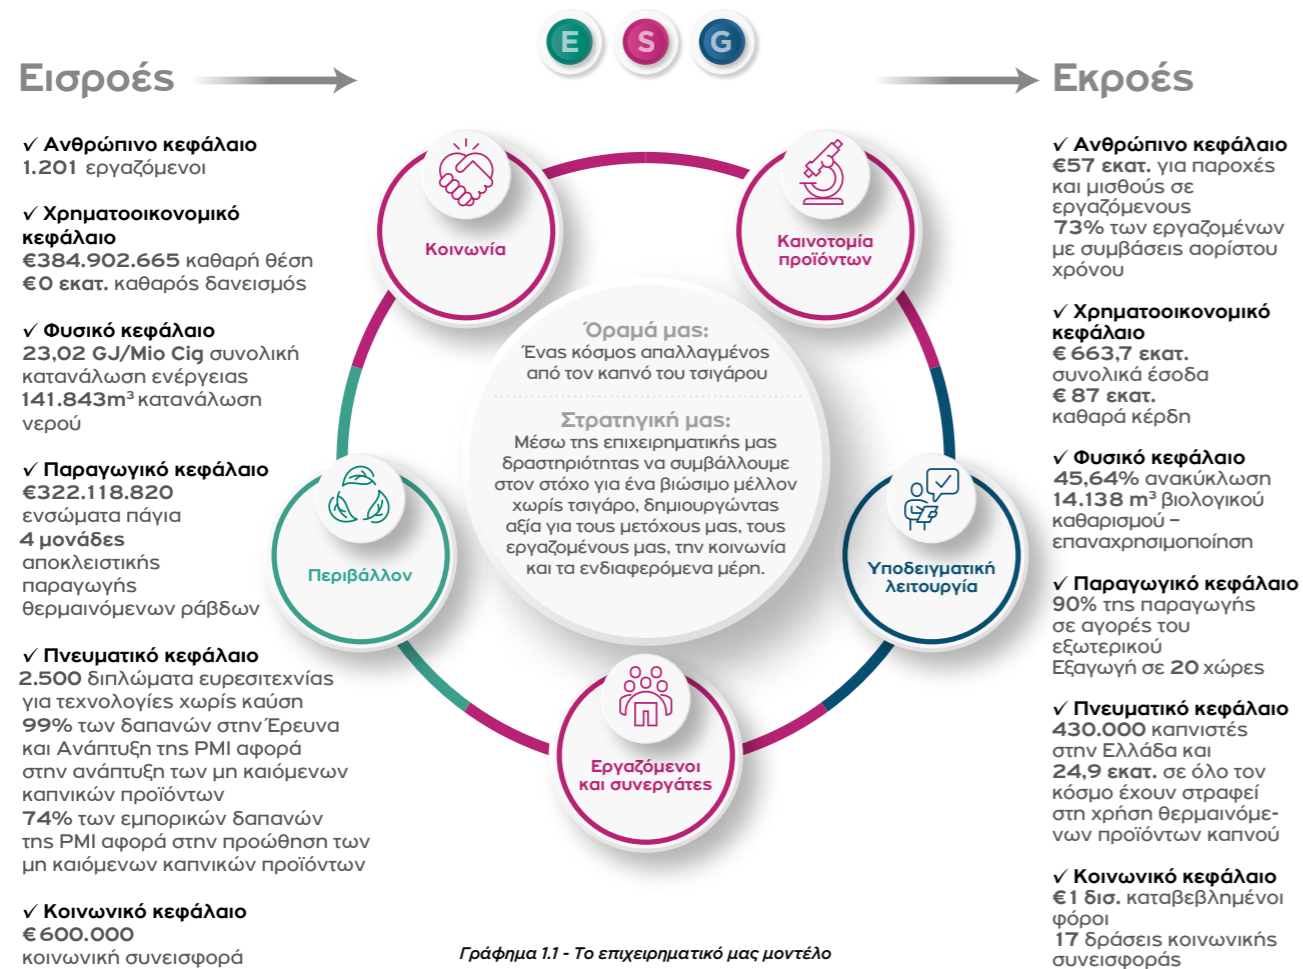 E S G
Εισροές
✓ Ανθρώπινο κεφάλαιο
1.201 εργαζόμενοι
✓ Χρηματοοικονομικό
κεφάλαιο
€384.902.665 καθαρή θέση
€0 εκατ. καθαρός δανεισμός
✓ Φυσικό κεφάλαιο
23,02 GJ/Mio Cig συνολική
κατανάλωση ενέργειας
141.843m³ κατανάλωση
νερού
✓ Παραγωγικό κεφάλαιο
€322.118.820
ενσώματα πάγια
4 μονάδες
αποκλειστικής
παραγωγής
θερμαινόμενων ράβδων
✓ Πνευματικό κεφάλαιο
2.500 διπλώματα ευρεσιτεχνίας
για τεχνολογίες χωρίς καύση
99% των δαπανών στην Έρευνα
και Ανάπτυξη της PMI αφορά
στην ανάπτυξη των μη καιόμενων
καπνικών προϊόντων
74% των εμπορικών δαπανών
της PMI αφορά στην προώθηση των
μη καιόμενων καπνικών προϊόντων
✓ Κοινωνικό κεφάλαιο
€600.000
κοινωνική συνεισφορά
Κοινωνία
Καινοτομία
προϊόντων
Όραμά μας:
Ένας κόσμος απαλλαγμένος
από τον καπνό του τσιγάρου
Στρατηγική μας:
Μέσω της επιχειρηματικής μας
δραστηριότητας να συμβάλλουμε
στον στόχο για ένα βιώσιμο μέλλον
χωρίς τσιγάρο, δημιουργώντας
αξία για τους μετόχους μας, τους
εργαζομένους μας, την κοινωνία
και τα ενδιαφερόμενα μέρη.
Περιβάλλον
Υποδειγματική
λειτουργία
Εργαζόμενοι
και συνεργάτες
Γράφημα 1.1 - Το επιχειρηματικό μας μοντέλο
Εκροές
✓ Ανθρώπινο κεφάλαιο
€57 εκατ. για παροχές
και μισθούς σε
εργαζόμενους
73% των εργαζομένων
με συμβάσεις αορίστου
χρόνου
✓ Χρηματοοικονομικό
κεφάλαιο
€ 663,7 εκατ.
συνολικά έσοδα
€ 87 εκατ.
καθαρά κέρδη
✓ Φυσικό κεφάλαιο
45,64% ανακύκλωση
14.138 m³ βιολογικού
καθαρισμού –
επαναχρησιμοποίηση
✓ Παραγωγικό κεφάλαιο
90% της παραγωγής
σε αγορές του
εξωτερικού
Εξαγωγή σε 20 χώρες
✓ Πνευματικό κεφάλαιο
430.000 καπνιστές
στην Ελλάδα και
24,9 εκατ. σε όλο τον
κόσμο έχουν στραφεί
στη χρήση θερμαινόμε-
νων προϊόντων καπνού
✓ Κοινωνικό κεφάλαιο
€1 δισ. καταβεβλημένοι
φόροι
17 δράσεις κοινωνικής
συνεισφοράς